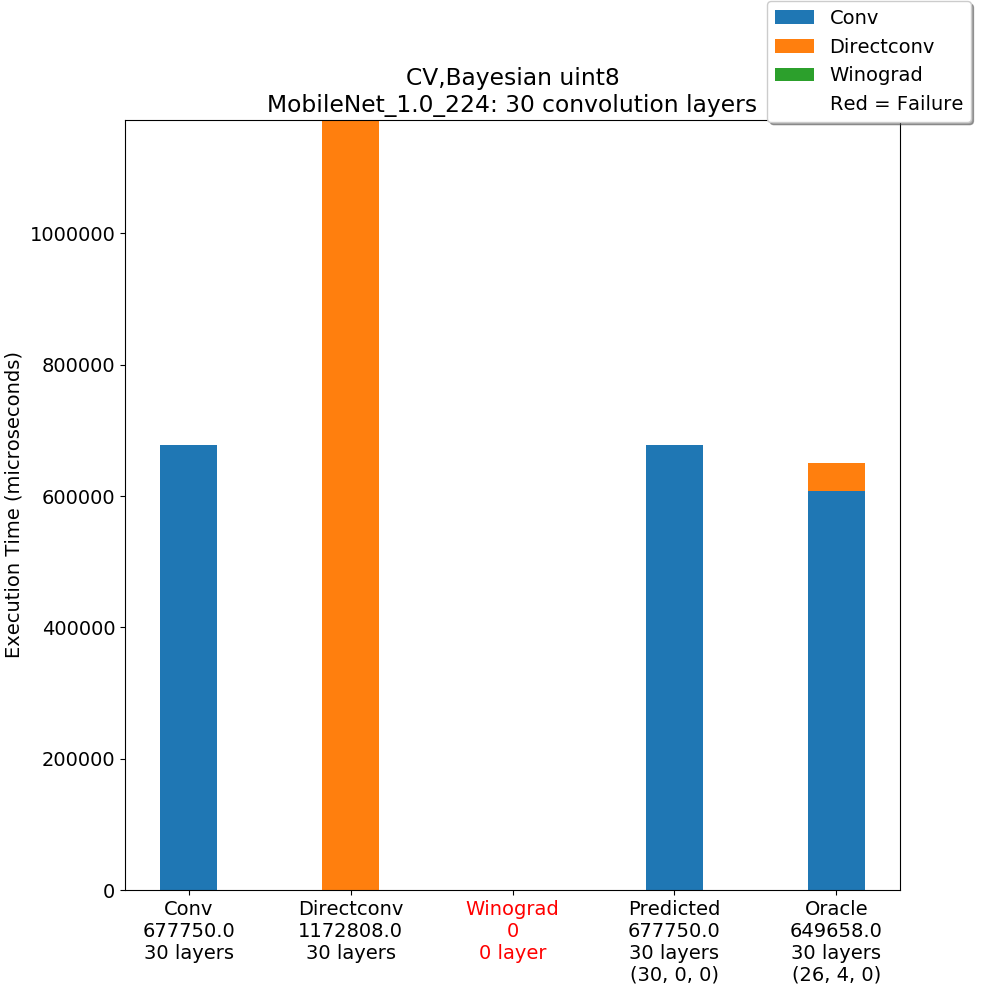 Conv
Directconv
Winograd
Red = Failure
CV,Bayesian uint8
MobileNet_1.0_224: 30 convolution layers
Execution Time (microseconds)
1000000
800000
600000
400000
200000
0
Conv
677750.0
30 layers
Directconv
1172808.0
30 layers
Winograd
0
0 layer
Predicted
677750.0
30 layers
(30, 0, 0)
Oracle
649658.0
30 layers
(26, 4, 0)